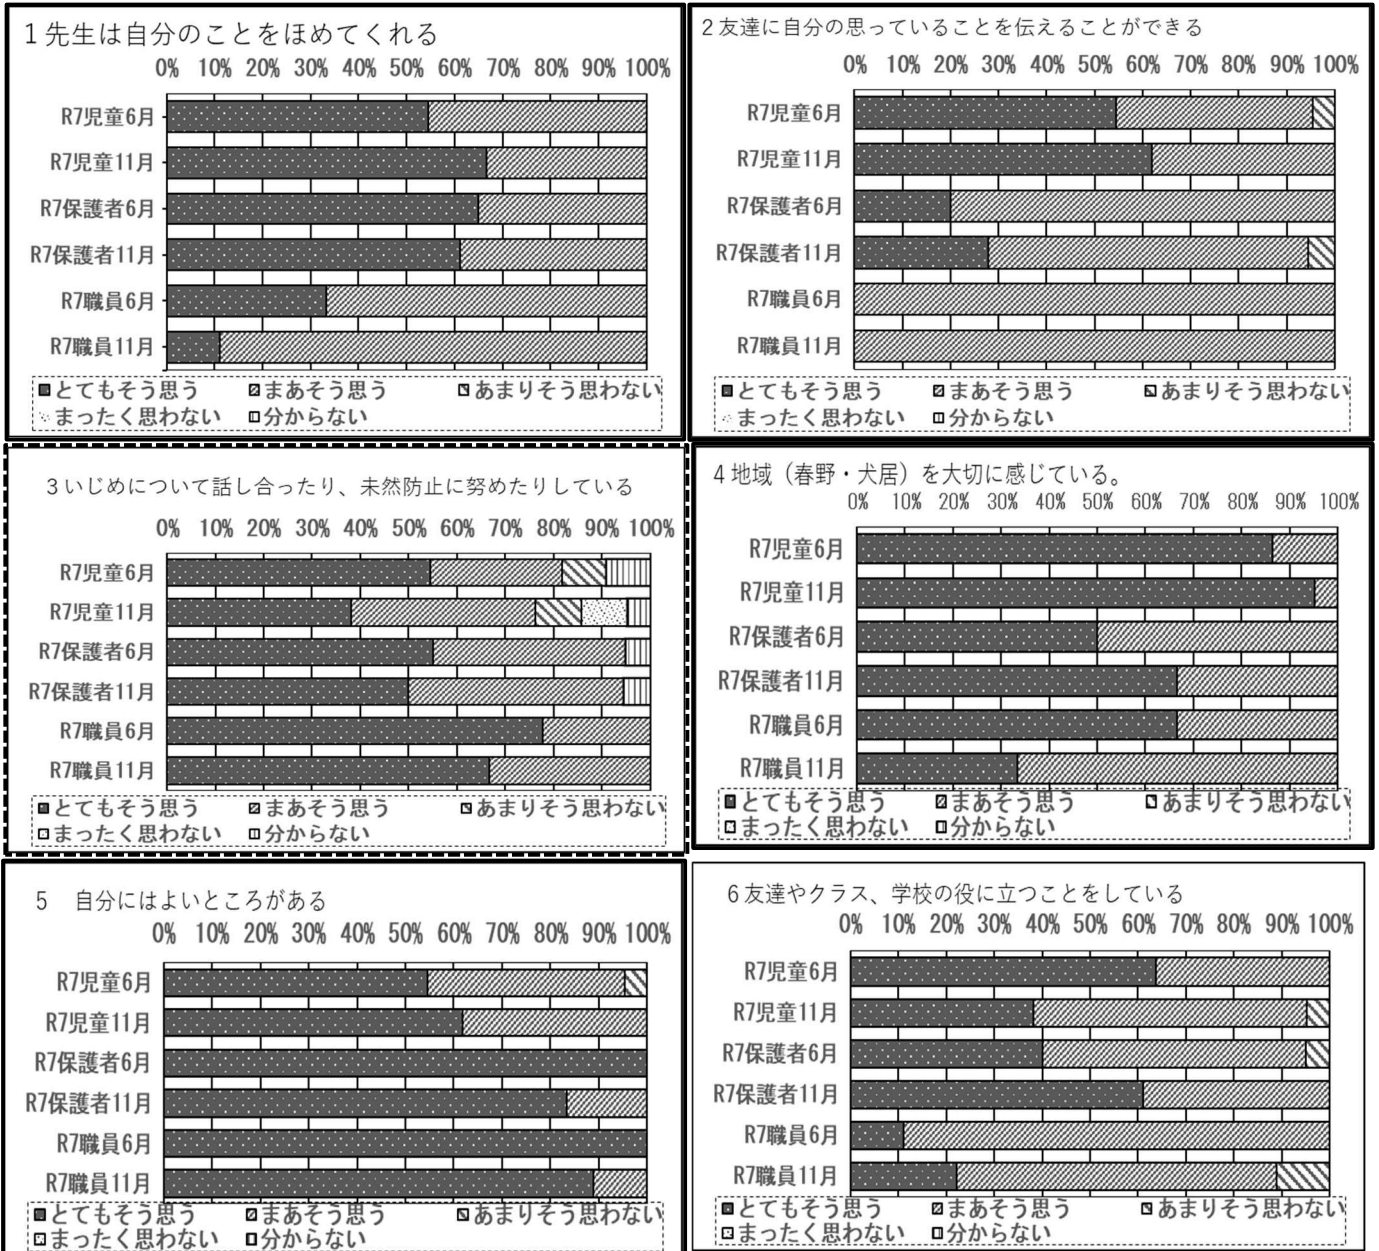 1先生は自分のことをほめてくれる
0% 10% 20% 30% 40% 50% 60% 70% 80% 90% 100%
R7児童6月
R7児童11月
R7保護者6月
R7保護者11月
R7職員6月
R7職員11月
とてもそう思う まあそう思う あまりそう思わない
まったく思わない 分からない
2友達に自分の思っていることを伝えることができる
0% 10% 20% 30% 40% 50% 60% 70% 80% 90% 100%
R7児童6月
R7児童11月
R7保護者6月
R7保護者11月
R7職員6月
R7職員11月
とてもそう思う まあそう思う あまりそう思わない
まったく思わない 分からない
3いじめについて話し合ったり、未然防止に努めたりしている
0% 10% 20% 30% 40% 50% 60% 70% 80% 90% 100%
R7児童6月
R7児童11月
R7保護者6月
R7保護者11月
R7職員6月
R7職員11月
とてもそう思う まあそう思う あまりそう思わない
まったく思わない 分からない
4地域（春野・犬居）を大切に感じている。
0% 10% 20% 30% 40% 50% 60% 70% 80% 90% 100%
R7児童6月
R7児童11月
R7保護者6月
R7保護者11月
R7職員6月
R7職員11月
とてもそう思う まあそう思う あまりそう思わない
まったく思わない 分からない
5 自分にはよいところがある
0% 10% 20% 30% 40% 50% 60% 70% 80% 90% 100%
R7児童6月
R7児童11月
R7保護者6月
R7保護者11月
R7職員6月
R7職員11月
とてもそう思う まあそう思う あまりそう思わない
まったく思わない 分からない
6友達やクラス、学校の役に立つことをしている
0% 10% 20% 30% 40% 50% 60% 70% 80% 90% 100%
R7児童6月
R7児童11月
R7保護者6月
R7保護者11月
R7職員6月
R7職員11月
とてもそう思う まあそう思う あまりそう思わない
まったく思わない 分からない